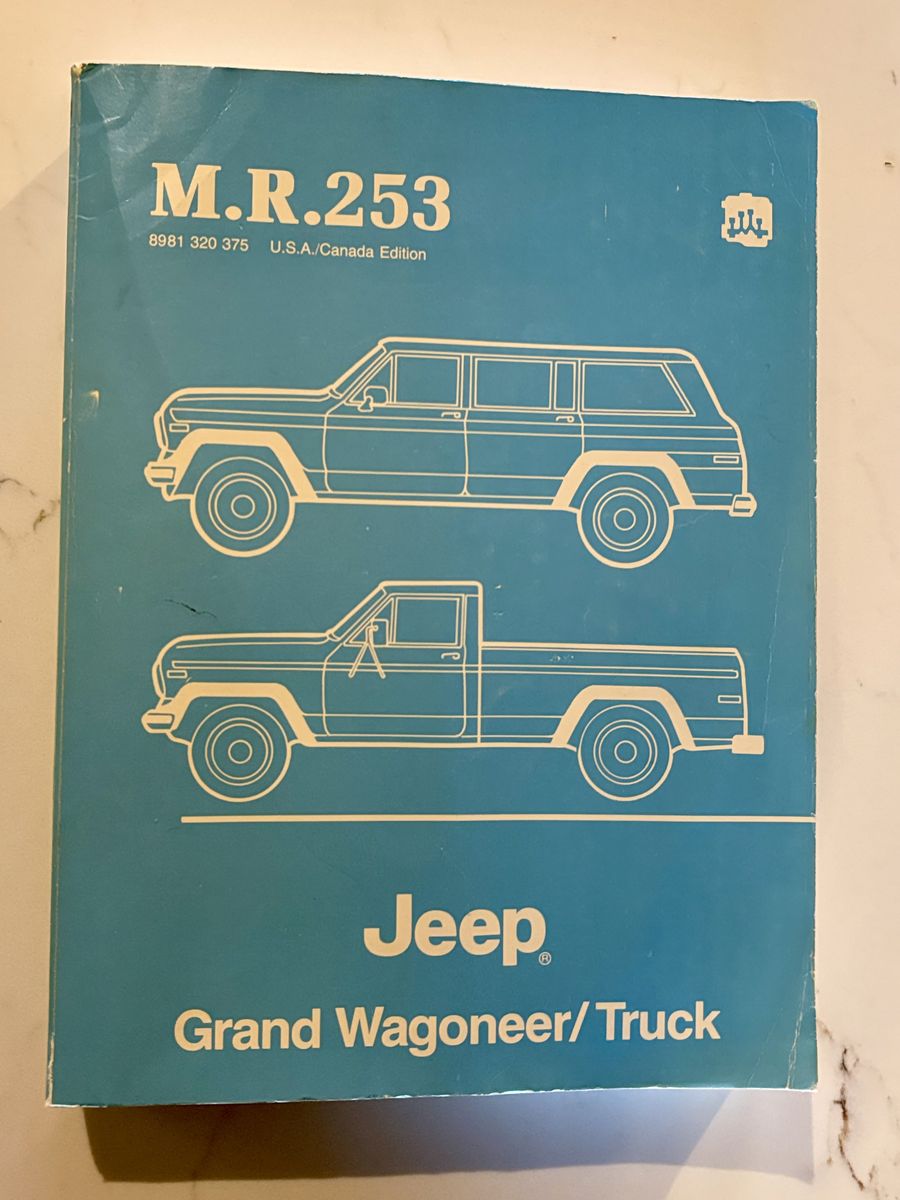 M.R.253
8981 320 375 U.S.A./Canada Edition
Jeep®
Grand Wagoneer/Truck